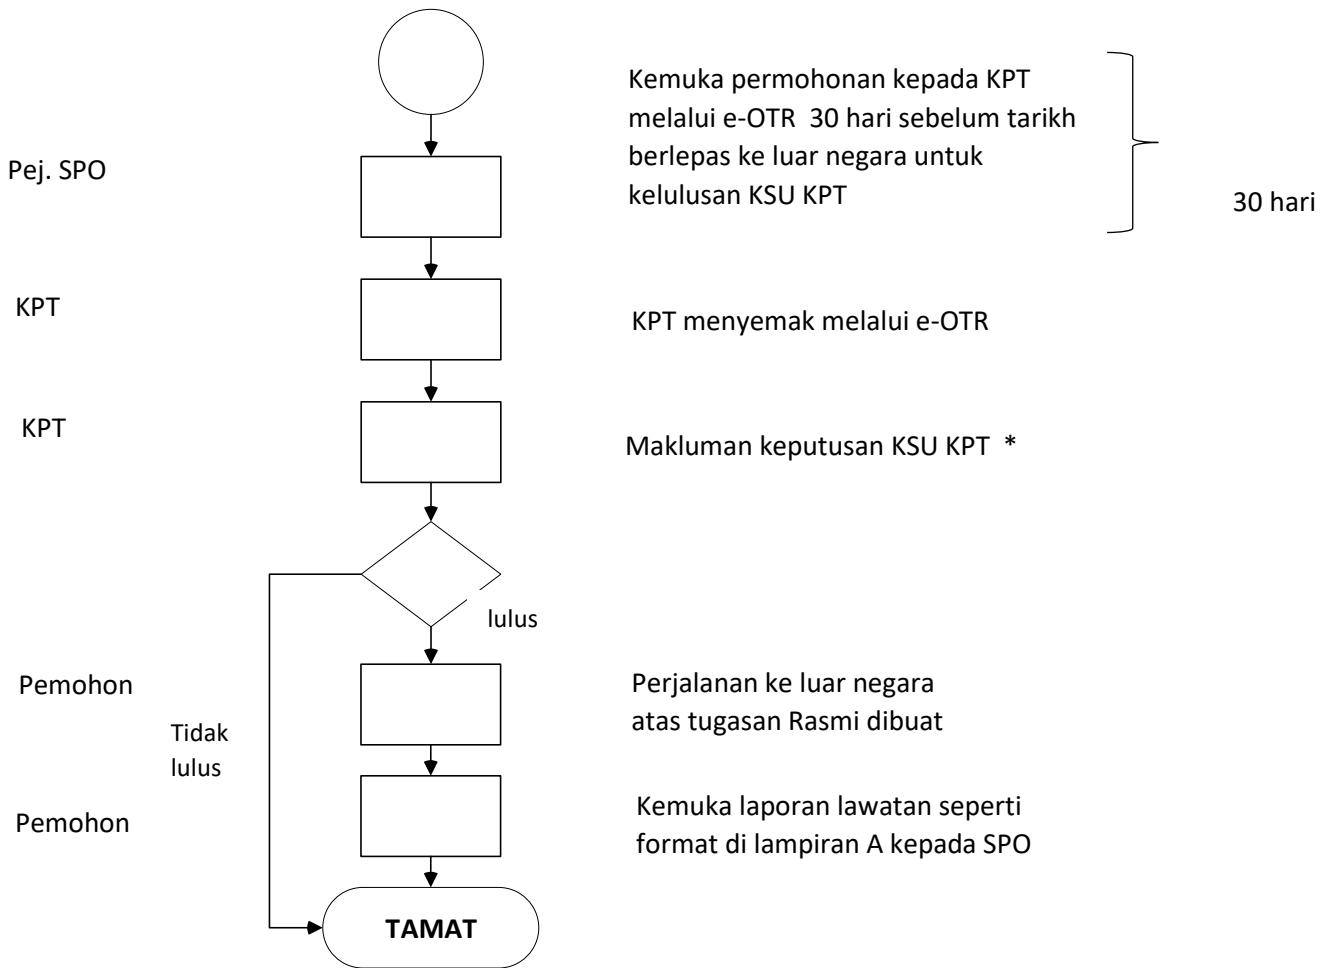 Kemuka permohonan kepada KPT
melalui e-OTR  30 hari sebelum tarikh
berlepas ke luar negara untuk
kelulusan KSU KPT
Pej. SPO
30 hari
KPT
KPT menyemak melalui e-OTR
KPT
Makluman keputusan KSU KPT  *
lulus
Pemohon
Perjalanan ke luar negara
atas tugasan Rasmi dibuat
Tidak
lulus
Pemohon
Kemuka laporan lawatan seperti
format di lampiran A kepada SPO
TAMAT